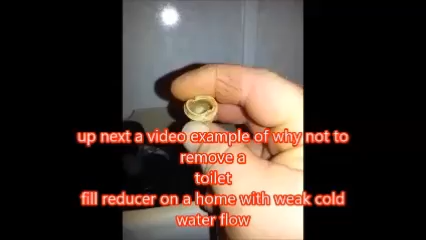 up next a video example of why not to
remove a
toilet
fill reducer on a home with weak cold
water flow